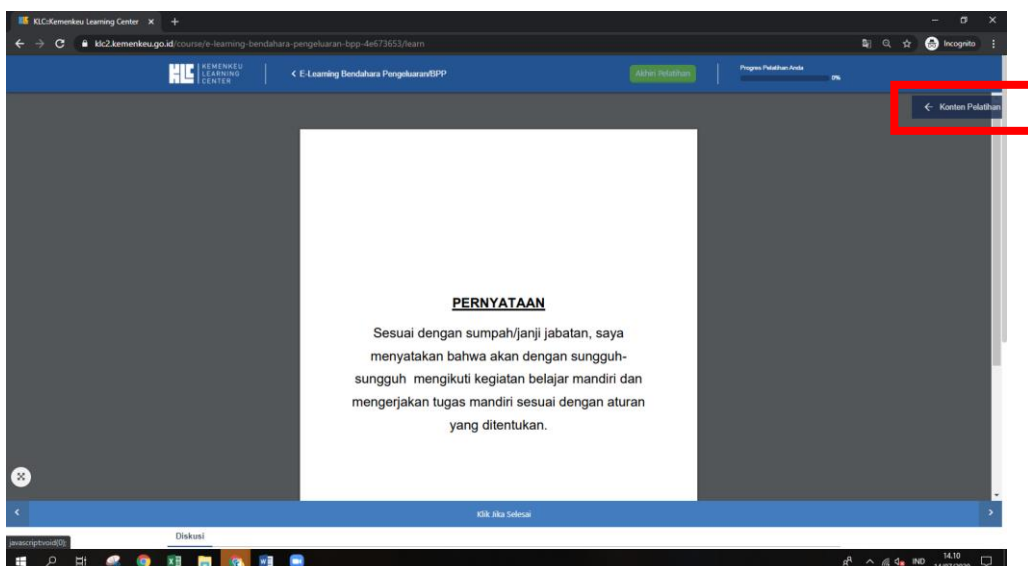 KLC::Kemenkeu Learning Center
klc2.kemenkeu.go.id/course/e-learning-bendahara-pengeluaran-bpp-4e673653/learn
Incognito
KLC
KEMENKEU
LEARNING
CENTER
E-Learning Bendahara Pengeluaran/BPP
Akhiri Pelatihan
Progres Pelatihan Anda
0%
Konten Pelatihan
PERNYATAAN
Sesuai dengan sumpah/janji jabatan, saya
menyatakan bahwa akan dengan sungguh-
sungguh mengikuti kegiatan belajar mandiri dan
mengerjakan tugas mandiri sesuai dengan aturan
yang ditentukan.
Klik Jika Selesai
Diskusi
javascript:void(0);
IND
14.10